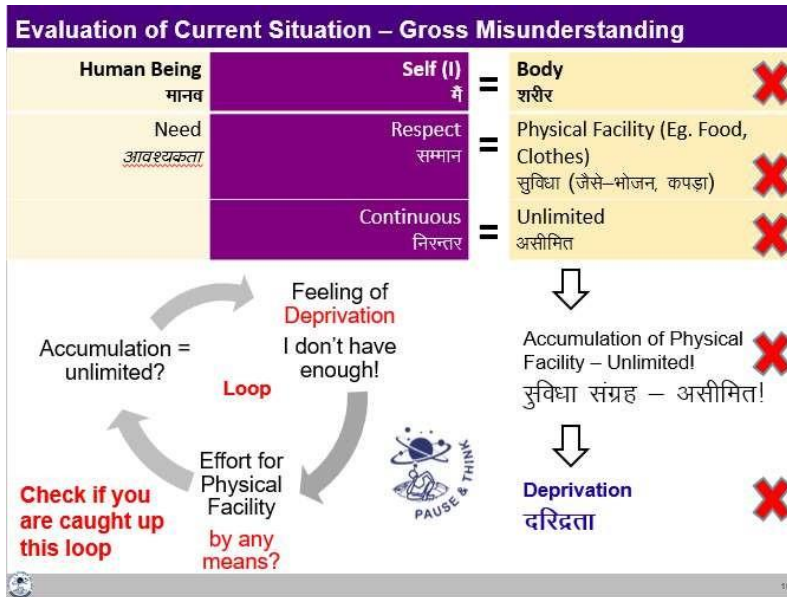 Evaluation of Current Situation – Gross Misunderstanding
Human Being
मानव
Self (I)
मैं
=
Body
शरीर
Need
आवश्यकता
Respect
सम्मान
=
Physical Facility (Eg. Food,
Clothes)
सुविधा (जैसे–भोजन, कपड़ा)
Continuous
निरन्तर
=
Unlimited
असीमित
Feeling of
Deprivation
I don't have
enough!
Accumulation =
unlimited?
Loop
Effort for
Physical
Facility
by any
means?
Check if you
are caught up
this loop
PAUSE & THINK
Accumulation of Physical
Facility – Unlimited!
सुविधा संग्रह – असीमित!
Deprivation
दरिद्रता